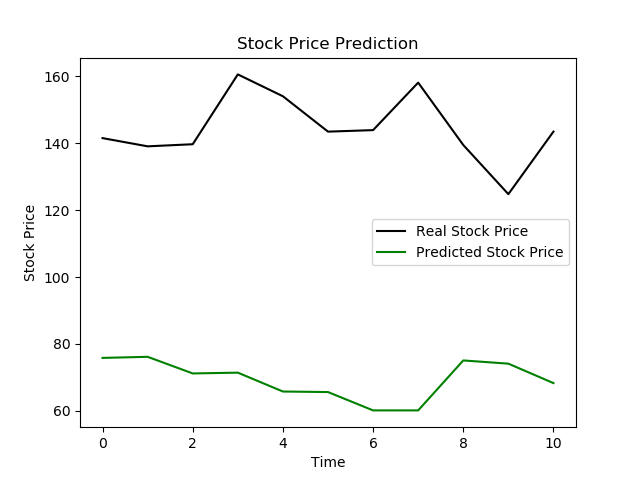 Stock Price Prediction
160
140
120
100
80
60
Stock Price
Real Stock Price
Predicted Stock Price
0 2 4 6 8 10
Time